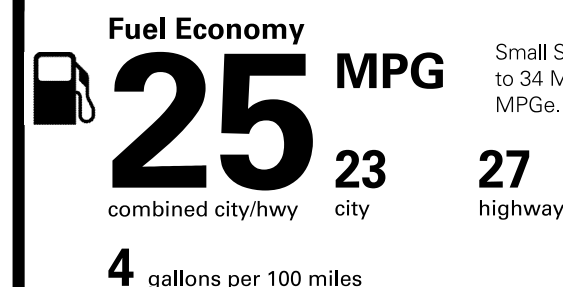 Fuel Economy
25 MPG
Small S
to 34 M
MPGe.
23 27
combined city/hwy city highway
4 gallons per 100 miles